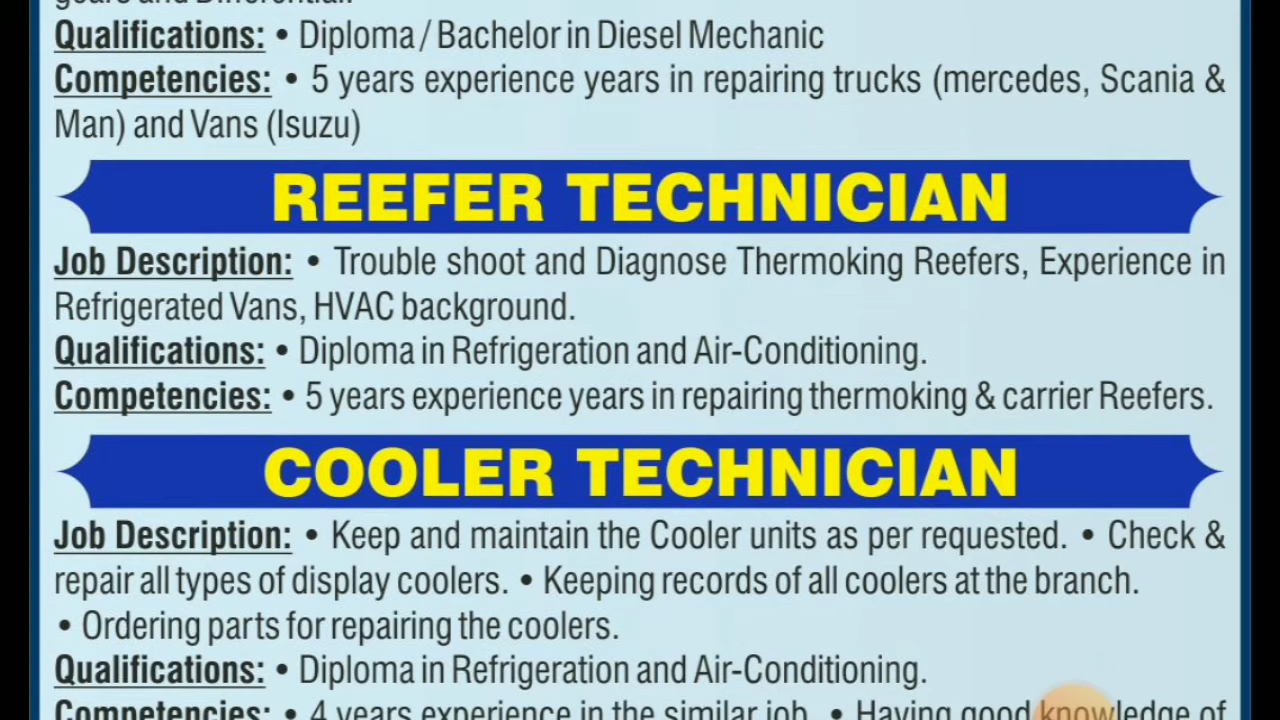 gears and Differential.
Qualifications: • Diploma / Bachelor in Diesel Mechanic
Competencies: • 5 years experience years in repairing trucks (mercedes, Scania &
Man) and Vans (Isuzu)
REEFER TECHNICIAN
Job Description: • Trouble shoot and Diagnose Thermoking Reefers, Experience in
Refrigerated Vans, HVAC background.
Qualifications: • Diploma in Refrigeration and Air-Conditioning.
Competencies: • 5 years experience years in repairing thermoking & carrier Reefers.
COOLER TECHNICIAN
Job Description: • Keep and maintain the Cooler units as per requested. • Check &
repair all types of display coolers. • Keeping records of all coolers at the branch.
• Ordering parts for repairing the coolers.
Qualifications: • Diploma in Refrigeration and Air-Conditioning.
Competencies: • 4 years experience in the similar job. • Having good knowledge of